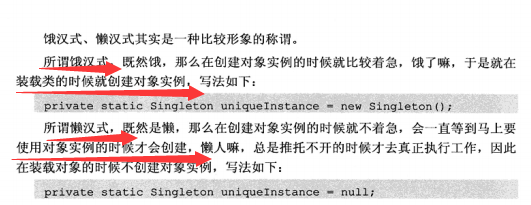 饿汉式、懒汉式其实是一种比较形象的称谓。
所谓饿汉式,既然饿,那么在创建对象实例的时候就比较着急,饿了嘛,于是就在
装载类的时候就创建对象实例,写法如下:
private static Singleton uniqueInstance = new Singleton();
所谓懒汉式,既然是懒,那么在创建对象实例的时候就不着急,会一直等到马上要
使用对象实例的时候才会创建,懒人嘛,总是推托不开的时候才去真正执行工作,因此
在装载对象的时候不创建对象实例,写法如下:
private static Singleton uniqueInstance = null;